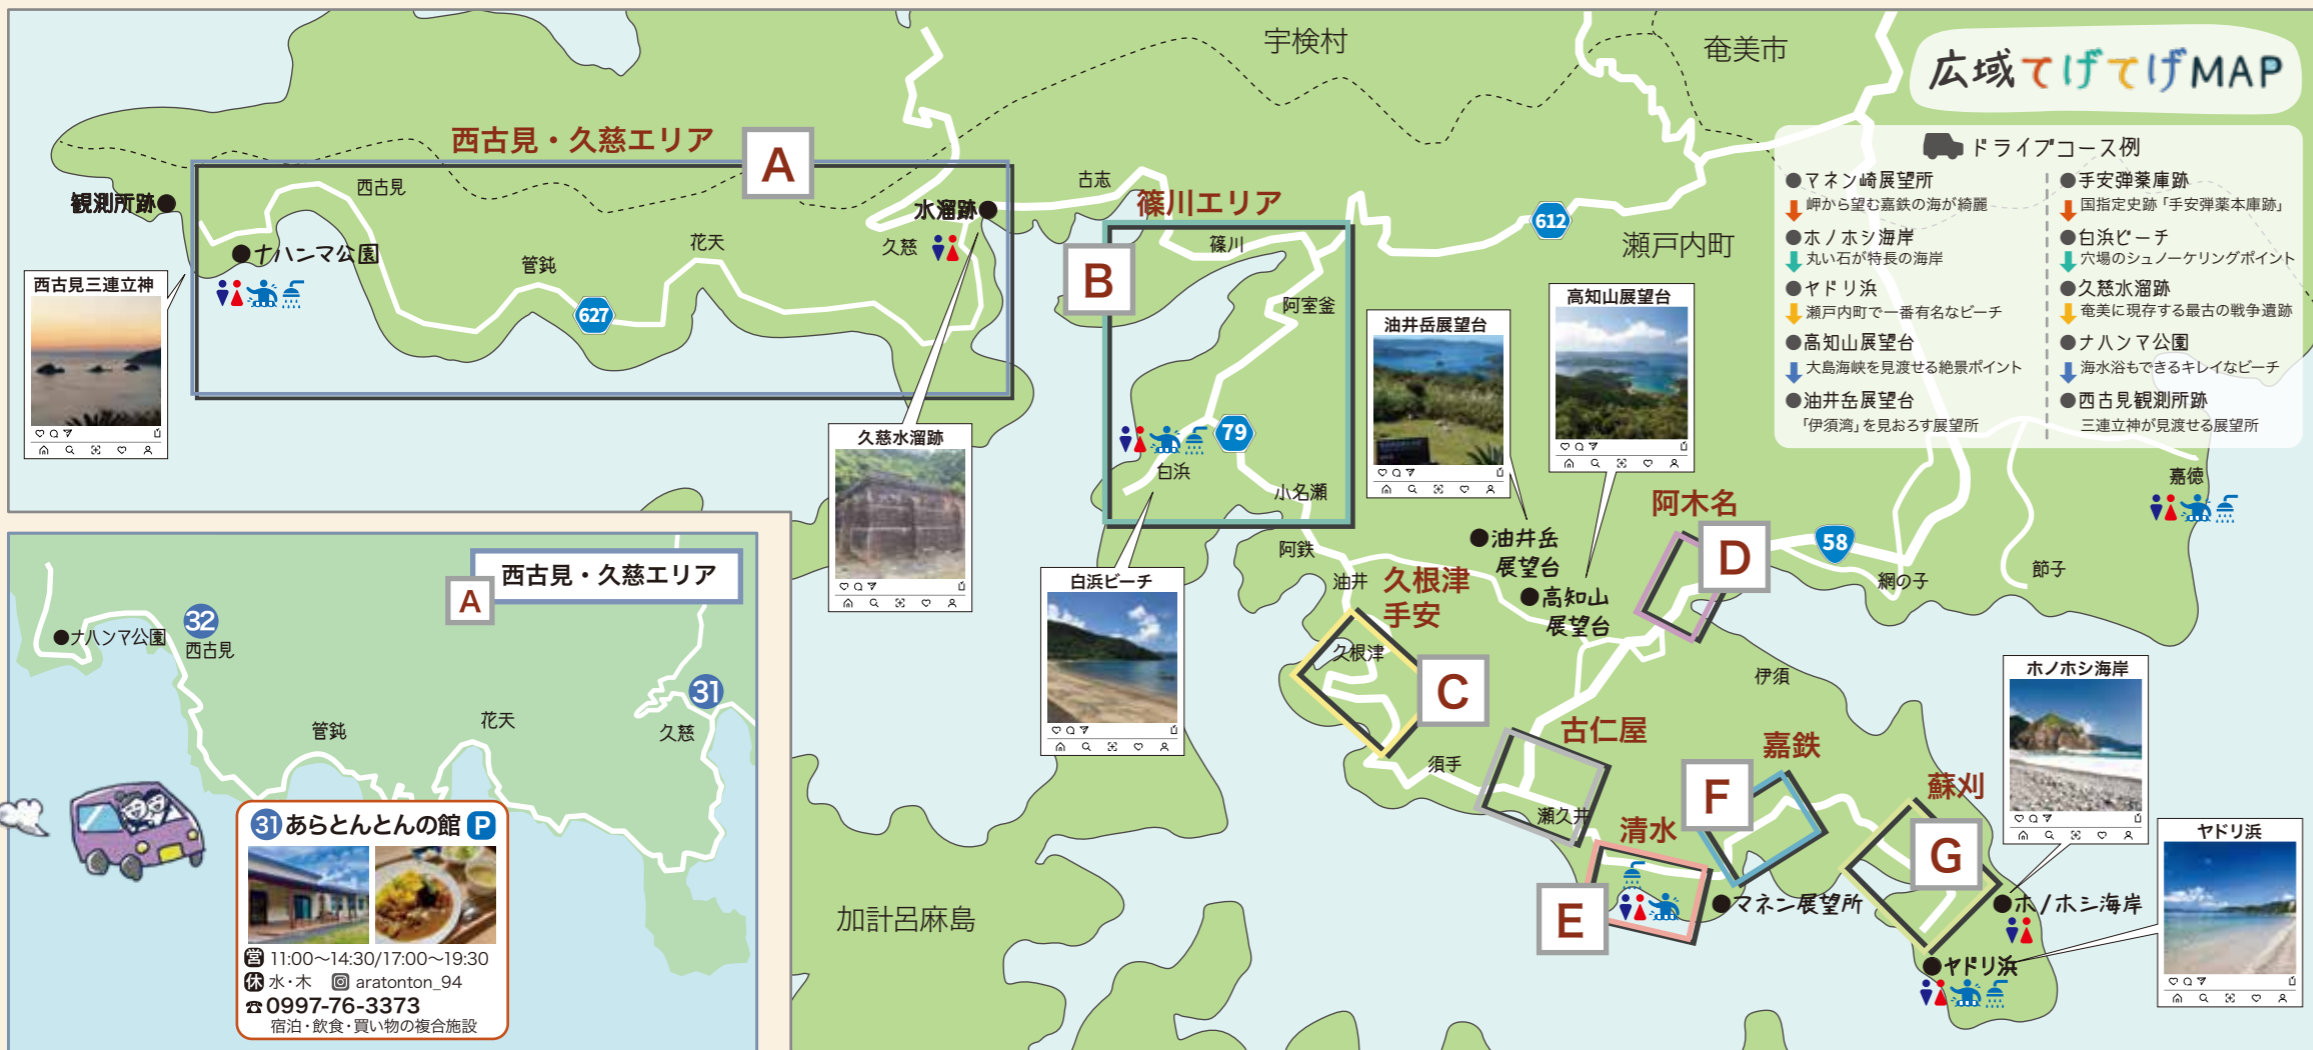 広域てげてげMAP
ドライブコース例
●マネン崎展望所
岬から望む嘉鉄の海が綺麗
●ホノホシ海岸
丸い石が特長の海岸
●ヤドリ浜
瀬戸内町で一番有名なビーチ
●高知山展望台
大島海峡を見渡せる絶景ポイント
●油井岳展望台
「伊須湾」を見おろす展望所
●手安弾薬庫跡
国指定史跡「手安弾薬本庫跡」
●白浜ビーチ
穴場のシュノーケリングポイント
●久慈水溜跡
奄美に現存する最古の戦争遺跡
●ナハンマ公園
海水浴もできるキレイなビーチ
●西古見観測所跡
三連立神が見渡せる展望所
宇検村
奄美市
瀬戸内町
西古見・久慈エリア
A
観測所跡●
西古見
●ナハンマ公園
管鈍
627
花天
水溜跡●
久慈
古志
西古見三連立神
久慈水溜跡
篠川エリア
B
篠川
阿室釜
612
79
白浜
小名瀬
阿鉄
油井
白浜ビーチ
油井岳展望台
高知山展望台
●油井岳
展望台
●高知山
展望台
阿木名
D
58
網の子
節子
嘉徳
伊須
久根津
手安
久根津
C
須手
古仁屋
瀬久井
清水
E
嘉鉄
F
●マネン展望所
蘇刈
G
ホノホシ海岸
●ホノホシ海岸
ヤドリ浜
●ヤドリ浜
加計呂麻島
西古見・久慈エリア
A
●ナハンマ公園
32
西古見
管鈍
花天
31
久慈
31 あらとんとんの館 P
営 11:00〜14:30/17:00〜19:30
休 水・木 aratonton_94
☎0997-76-3373
宿泊・飲食・買い物の複合施設